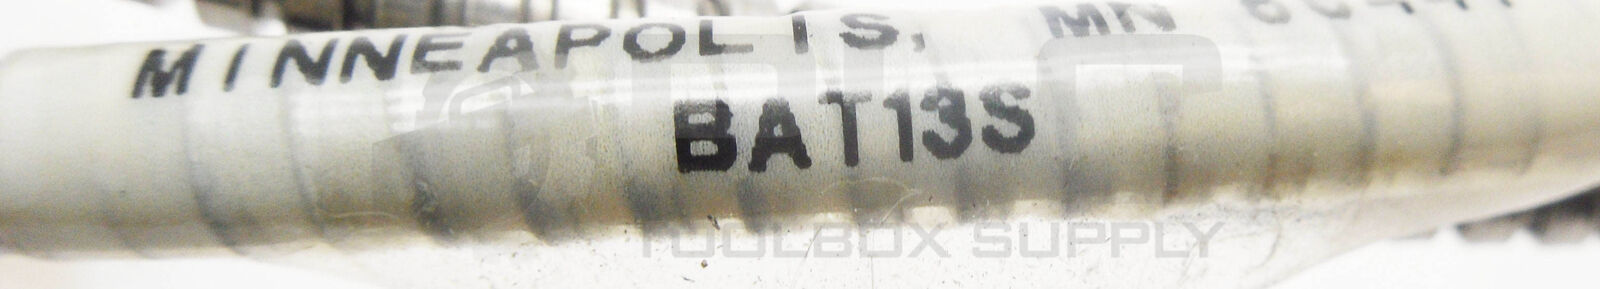 MINNEAPOLIS, MN
BAT13S
TOOLBOX SUPPLY